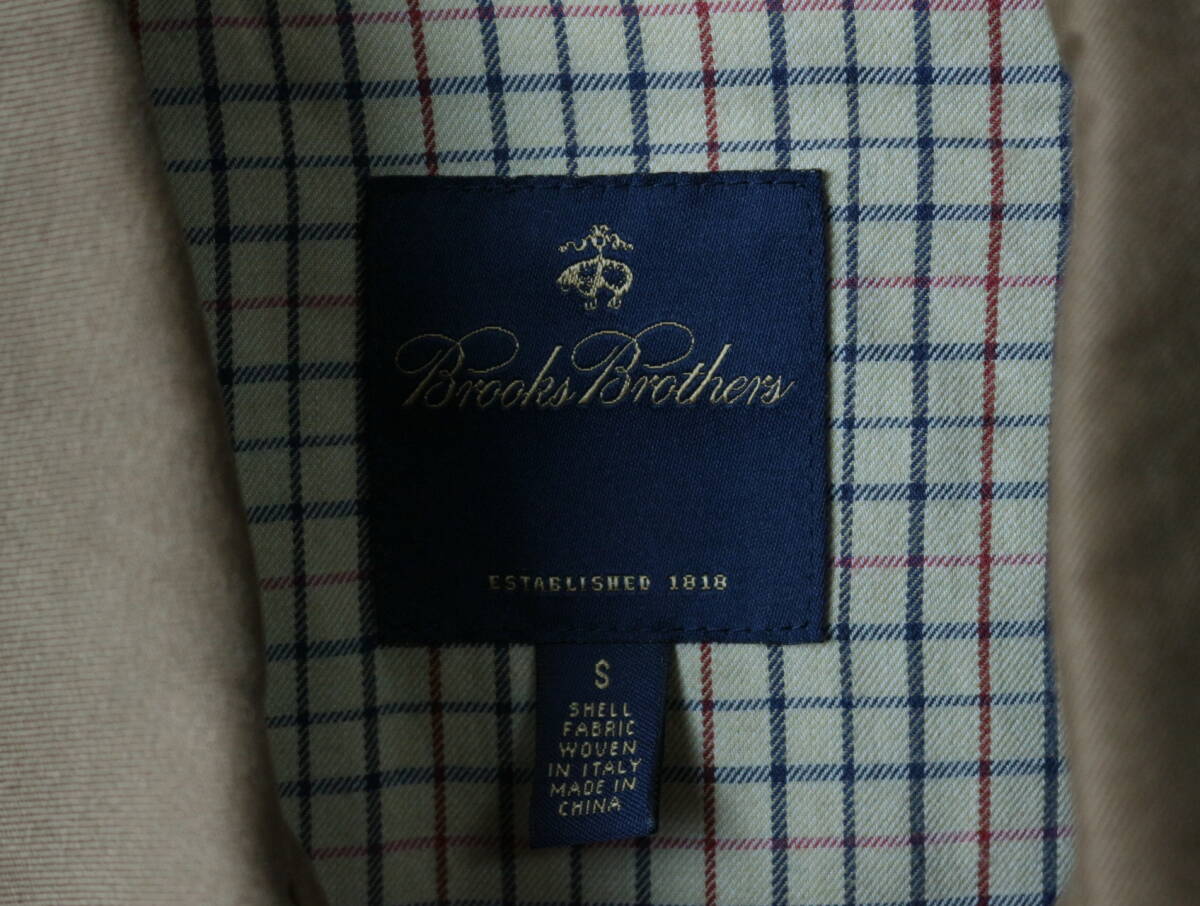 Brooks Brothers
ESTABLISHED 1818
S
SHELL
FABRIC
WOVEN
IN ITALY
MADE IN
CHINA